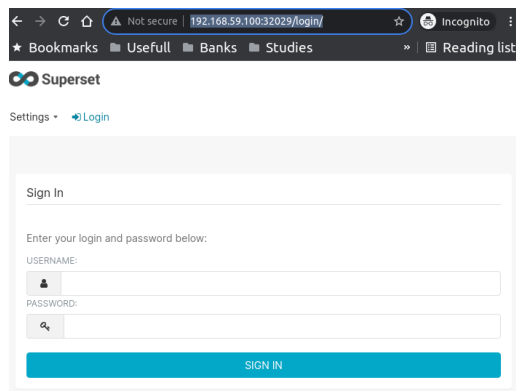 Not secure 192.168.59.100:32029/login/ Incognito
Bookmarks Usefull Banks Studies » Reading list
Superset
Settings Login
Sign In
Enter your login and password below:
USERNAME:
PASSWORD:
SIGN IN